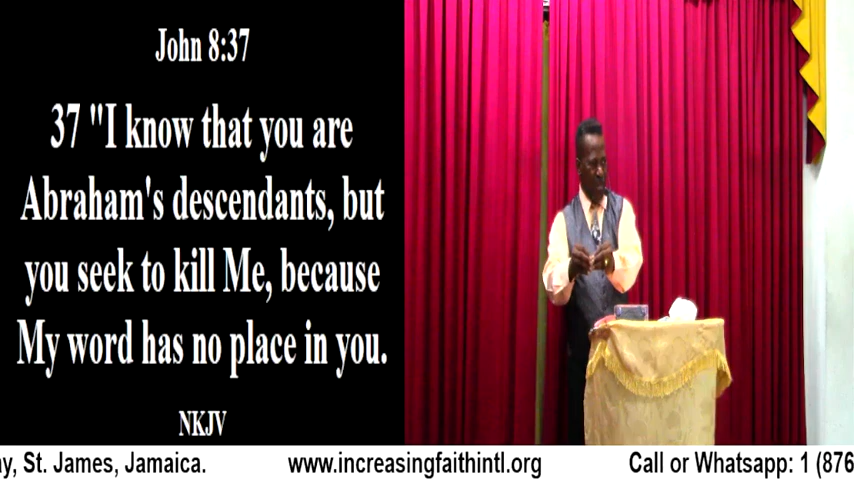 John 8:37
37 "I know that you are
Abraham's descendants, but
you seek to kill Me, because
My word has no place in you.
NKJV
St. James, Jamaica. www.increasingfaithintl.org Call or Whatsapp: 1 (876